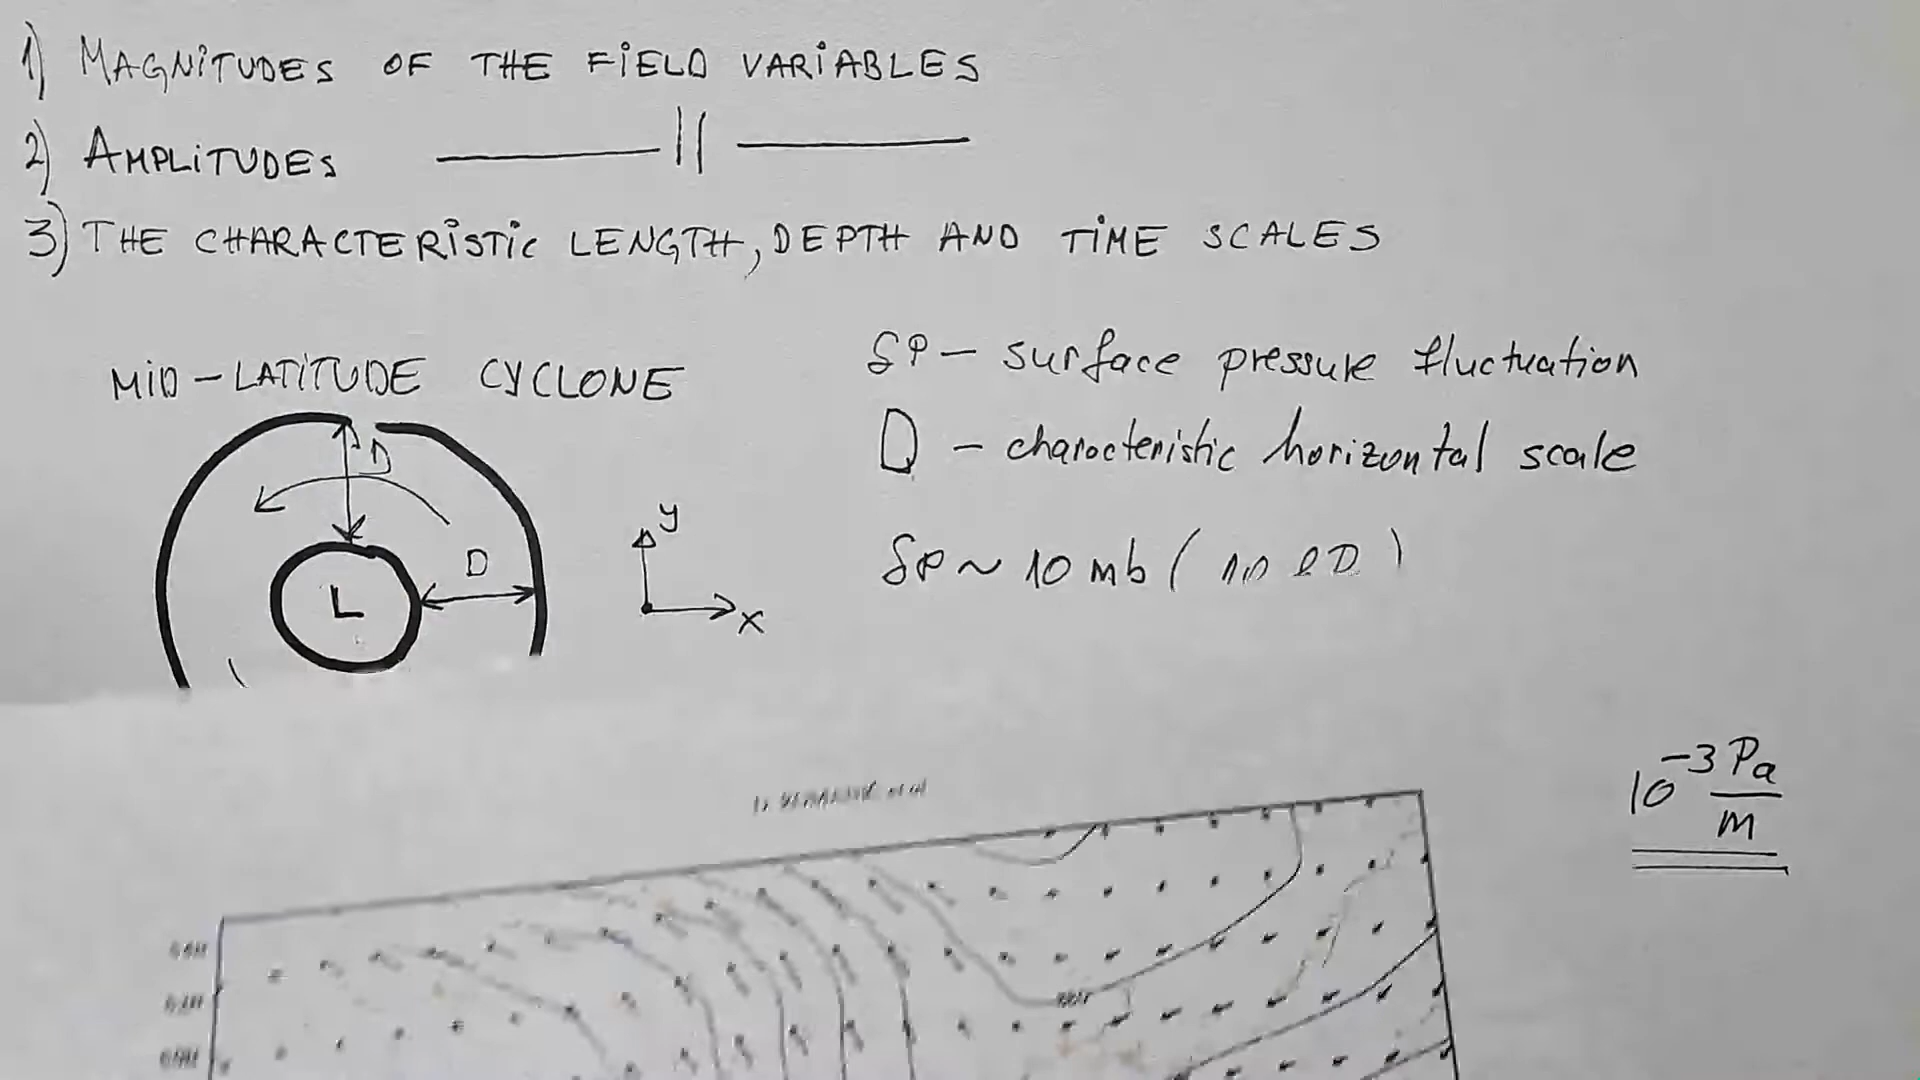 1) MAGNITUDES OF THE FIELD VARIABLES
2) AMPLITUDES —— || ——
3) THE CHARACTERISTIC LENGTH, DEPTH AND TIME SCALES
MID-LATITUDE CYCLONE
D
D
L
y
x
δP — surface pressure fluctuation
D — characteristic horizontal scale
δP ~ 10 mb (
10^-3 Pa/m